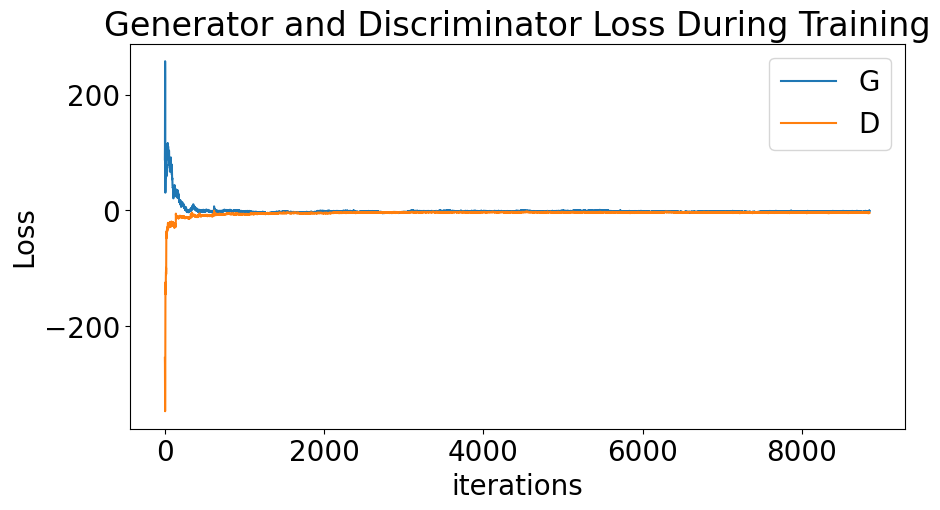 Generator and Discriminator Loss During Training
G
D
200
0
−200
Loss
0 2000 4000 6000 8000
iterations